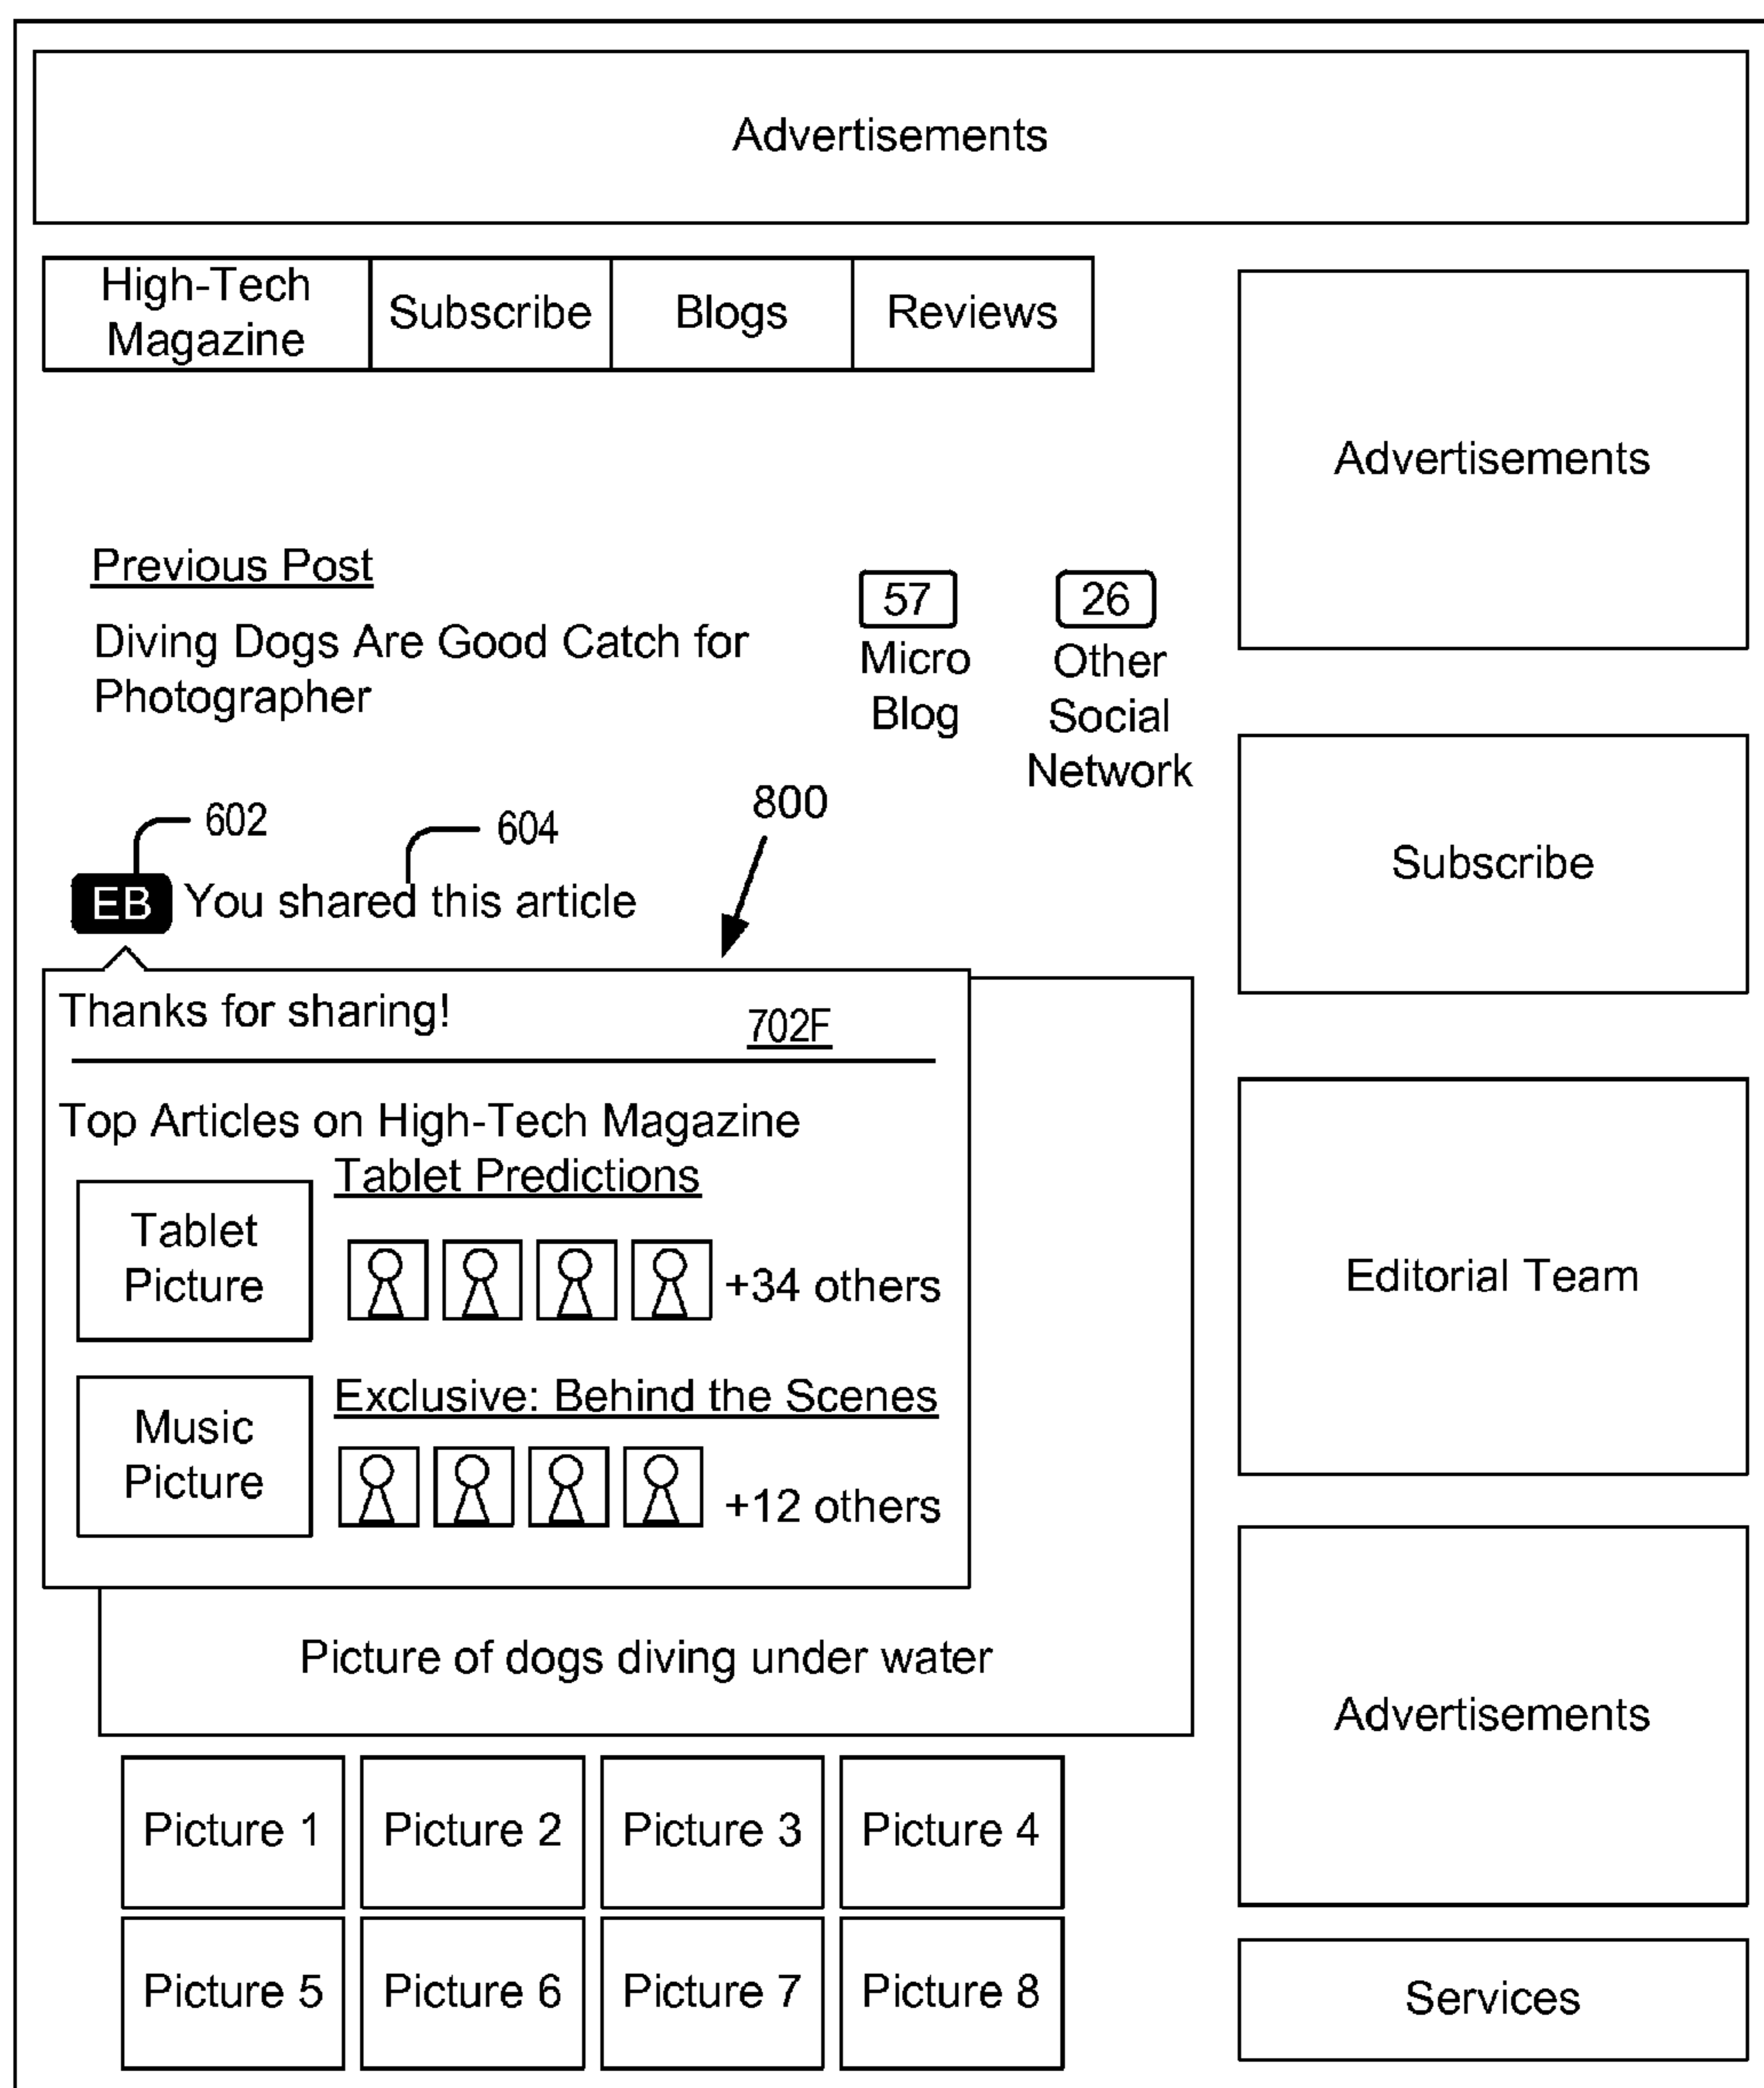 Advertisements
High-Tech
Magazine
Subscribe
Blogs
Reviews
Advertisements
Previous Post
Diving Dogs Are Good Catch for
Photographer
57
Micro
Blog
26
Other
Social
Network
Subscribe
602
604
800
EB You shared this article
Thanks for sharing!
702F
Top Articles on High-Tech Magazine
Tablet Predictions
Tablet
Picture
+34 others
Exclusive: Behind the Scenes
Music
Picture
+12 others
Editorial Team
Picture of dogs diving under water
Advertisements
Picture 1
Picture 2
Picture 3
Picture 4
Picture 5
Picture 6
Picture 7
Picture 8
Services